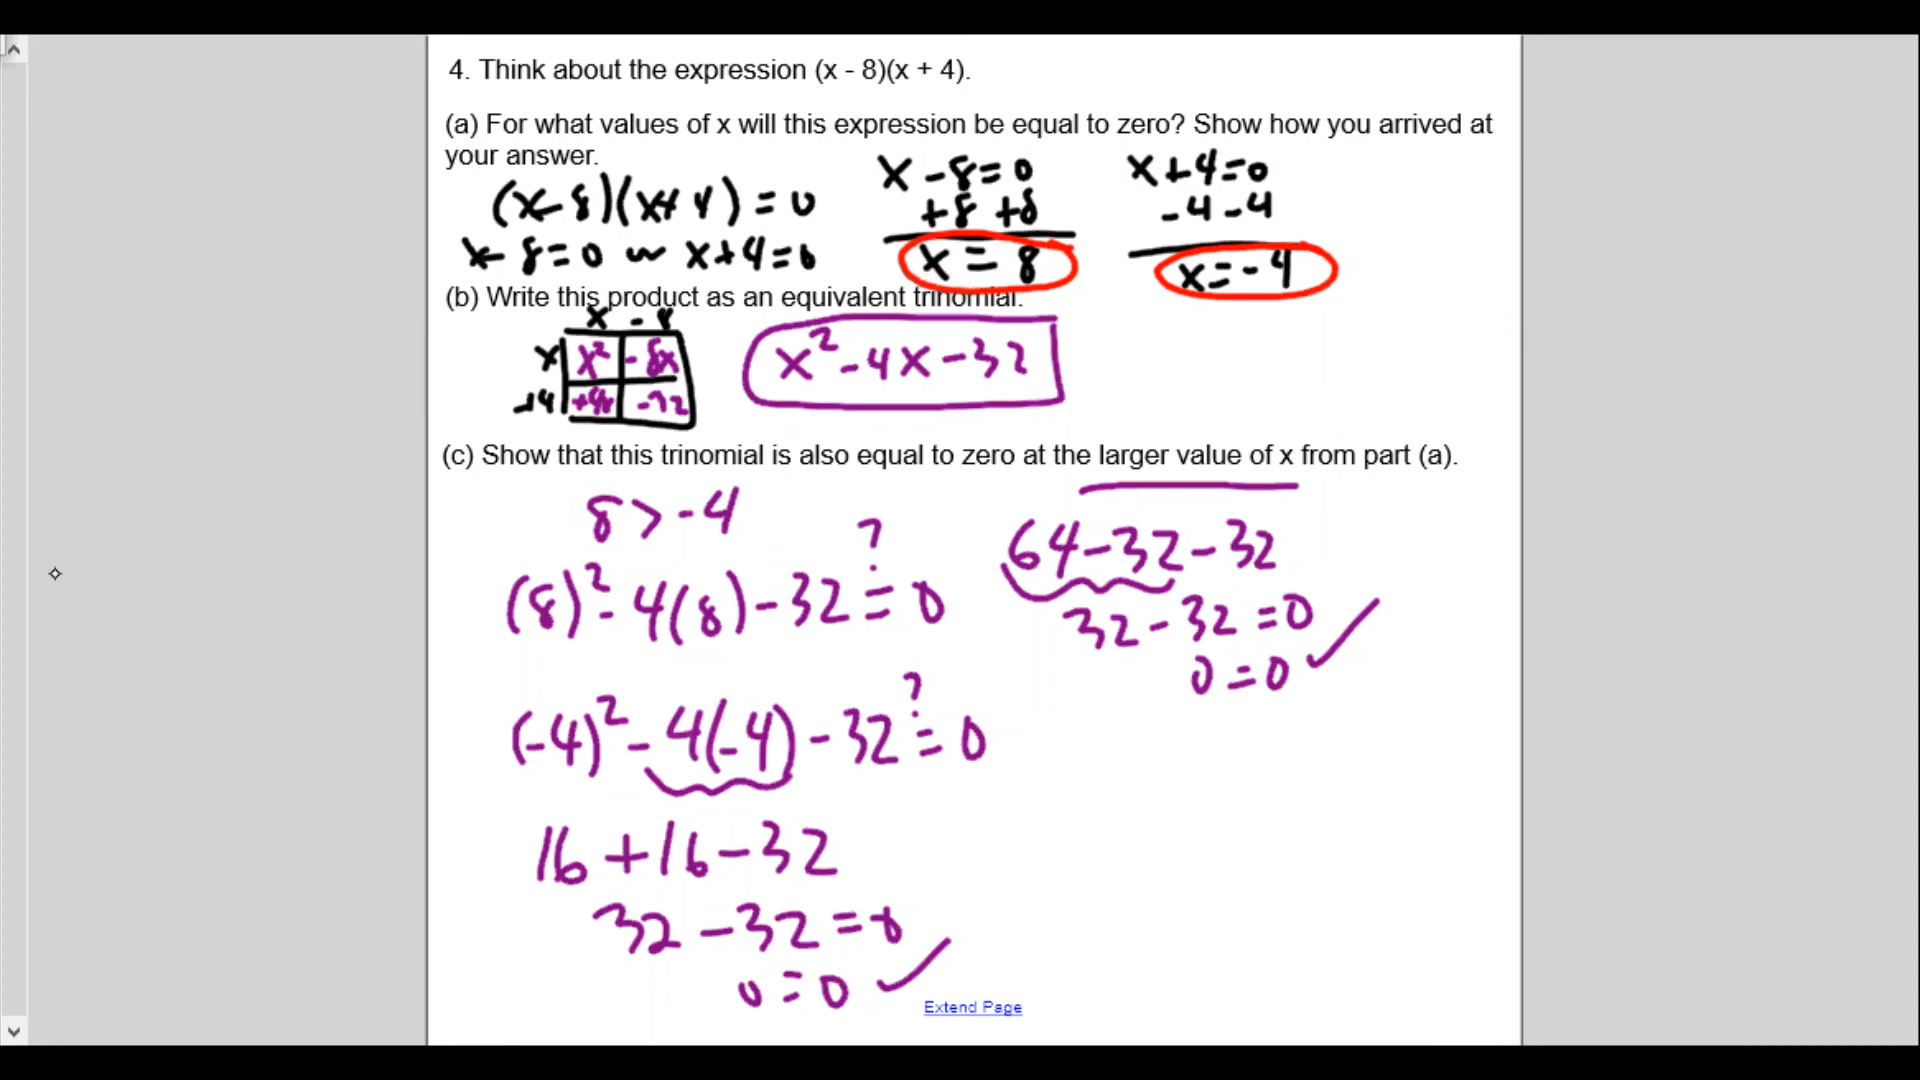 4. Think about the expression (x - 8)(x + 4).
(a) For what values of x will this expression be equal to zero? Show how you arrived at
your answer.
(x-8)(x+4) = 0
x-8=0 or x+4=0
x-8=0
+8 +8
x=8
x+4=0
-4 -4
x=-4
(b) Write this product as an equivalent trinomial.
x -8
x x² -8x
+4 +4x -32
x²-4x-32
(c) Show that this trinomial is also equal to zero at the larger value of x from part (a).
8>-4
(8)²-4(8)-32 ?= 0
64-32-32
32-32=0
0=0 ✓
(-4)²-4(-4)-32 ?= 0
16+16-32
32-32=0
0=0 ✓
Extend Page